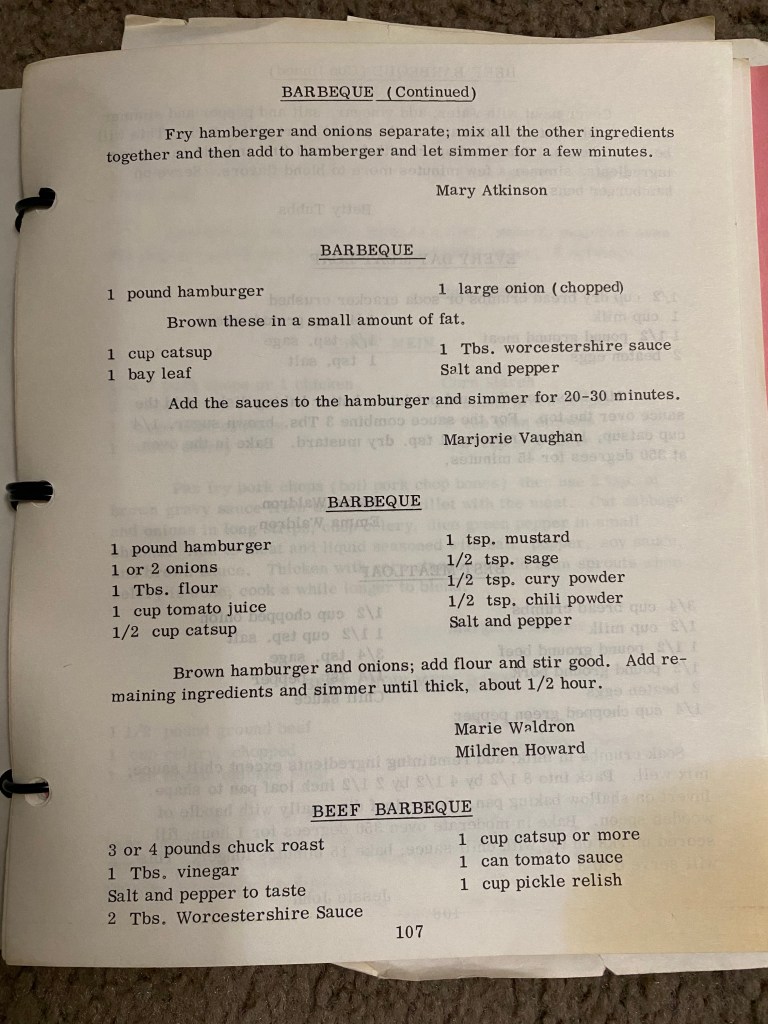 BARBEQUE (Continued)
Fry hamberger and onions separate; mix all the other ingredients
together and then add to hamberger and let simmer for a few minutes.
Mary Atkinson
BARBEQUE
1 pound hamburger
1 large onion (chopped)
Brown these in a small amount of fat.
1 cup catsup
1 Tbs. worcestershire sauce
1 bay leaf
Salt and pepper
Add the sauces to the hamburger and simmer for 20-30 minutes.
Marjorie Vaughan
BARBEQUE
1 pound hamburger
1 or 2 onions
1 Tbs. flour
1 cup tomato juice
1/2 cup catsup
1 tsp. mustard
1/2 tsp. sage
1/2 tsp. cury powder
1/2 tsp. chili powder
Salt and pepper
Brown hamburger and onions; add flour and stir good. Add re-
maining ingredients and simmer until thick, about 1/2 hour.
Marie Waldron
Mildren Howard
BEEF BARBEQUE
3 or 4 pounds chuck roast
1 Tbs. vinegar
Salt and pepper to taste
2 Tbs. Worcestershire Sauce
1 cup catsup or more
1 can tomato sauce
1 cup pickle relish
107